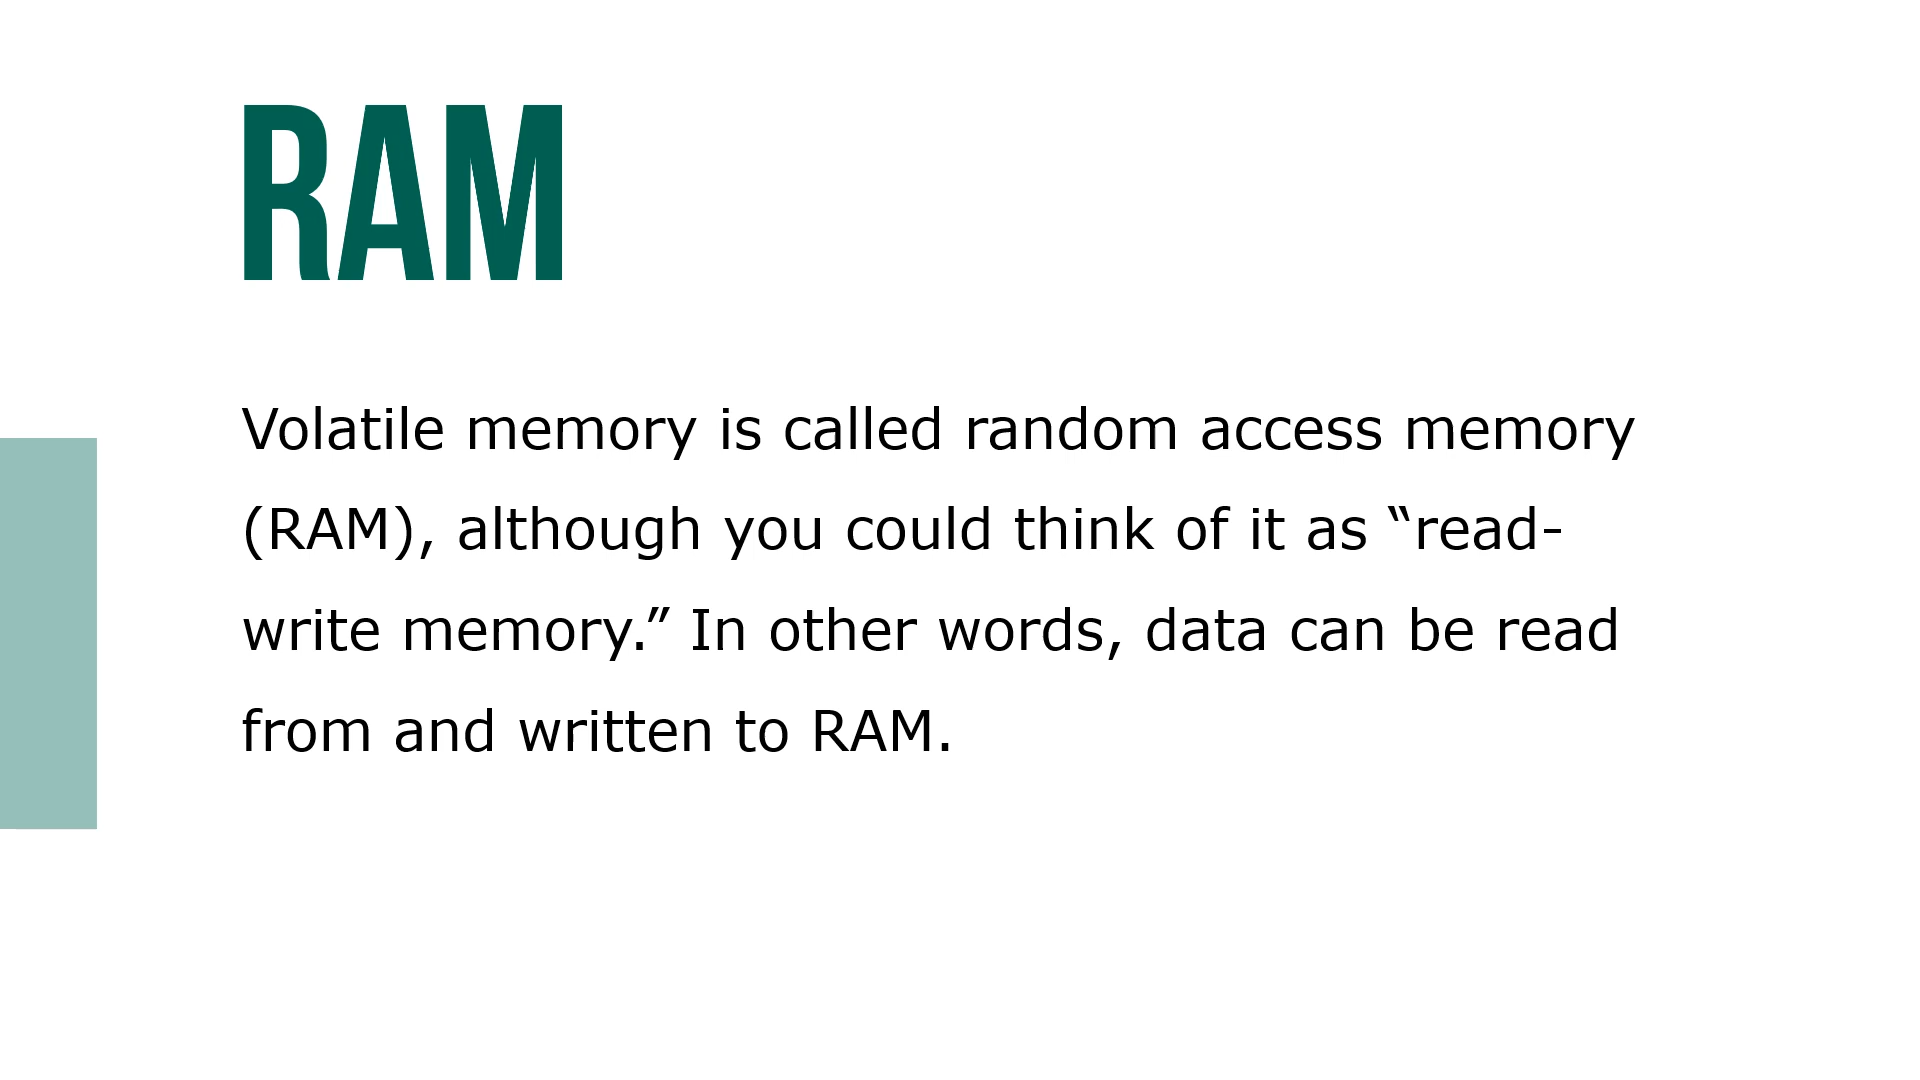 RAM
Volatile memory is called random access memory
(RAM), although you could think of it as “read-
write memory.” In other words, data can be read
from and written to RAM.